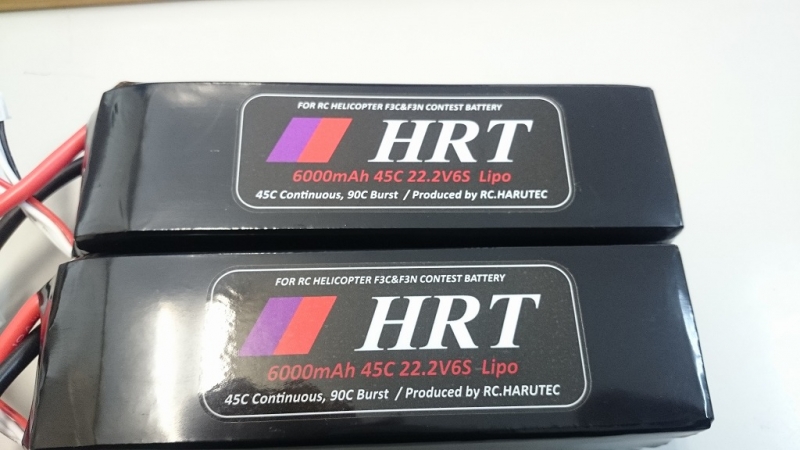 FOR RC HELICOPTER F3C&F3N CONTEST BATTERY
HRT
6000mAh 45C 22.2V6S Lipo
45C Continuous, 90C Burst / Produced by RC.HARUTEC
FOR RC HELICOPTER F3C&F3N CONTEST BATTERY
HRT
6000mAh 45C 22.2V6S Lipo
45C Continuous, 90C Burst / Produced by RC.HARUTEC